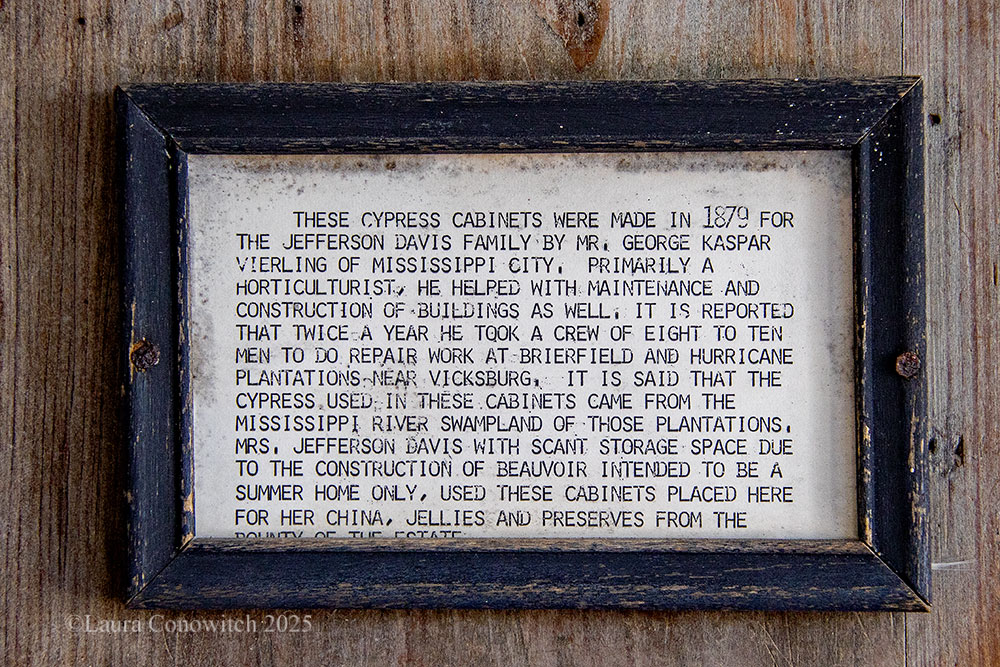 THESE CYPRESS CABINETS WERE MADE IN 1879 FOR
THE JEFFERSON DAVIS FAMILY BY MR. GEORGE KASPAR
VIERLING OF MISSISSIPPI CITY. PRIMARILY A
HORTICULTURIST, HE HELPED WITH MAINTENANCE AND
CONSTRUCTION OF BUILDINGS AS WELL. IT IS REPORTED
THAT TWICE A YEAR HE TOOK A CREW OF EIGHT TO TEN
MEN TO DO REPAIR WORK AT BRIERFIELD AND HURRICANE
PLANTATIONS NEAR VICKSBURG. IT IS SAID THAT THE
CYPRESS USED IN THESE CABINETS CAME FROM THE
MISSISSIPPI RIVER SWAMPLAND OF THOSE PLANTATIONS.
MRS. JEFFERSON DAVIS WITH SCANT STORAGE SPACE DUE
TO THE CONSTRUCTION OF BEAUVOIR INTENDED TO BE A
SUMMER HOME ONLY, USED THESE CABINETS PLACED HERE
FOR HER CHINA, JELLIES AND PRESERVES FROM THE
BOUNTY OF THE ESTATE
©Laura Conowitch 2025